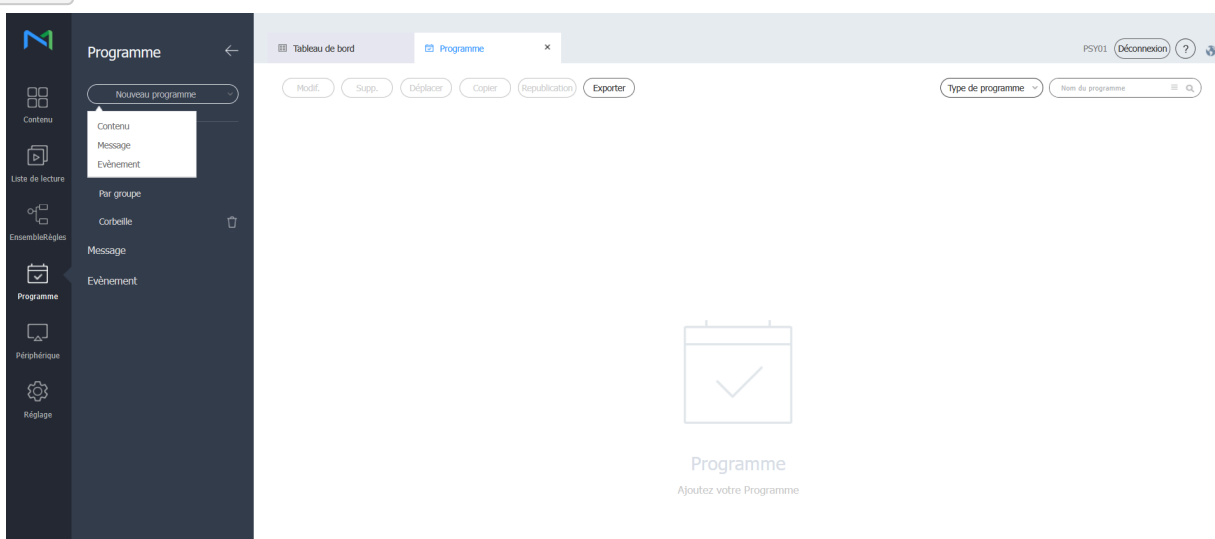 Programme
Nouveau programme
Contenu
Message
Evènement
Par groupe
Corbeille
Message
Evènement
Contenu
Liste de lecture
EnsembleRègles
Programme
Périphérique
Réglage
Tableau de bord
Programme
PSY01
Déconnexion
?
Modif.
Supp.
Déplacer
Copier
Republication
Exporter
Type de programme
Nom du programme
Programme
Ajoutez votre Programme